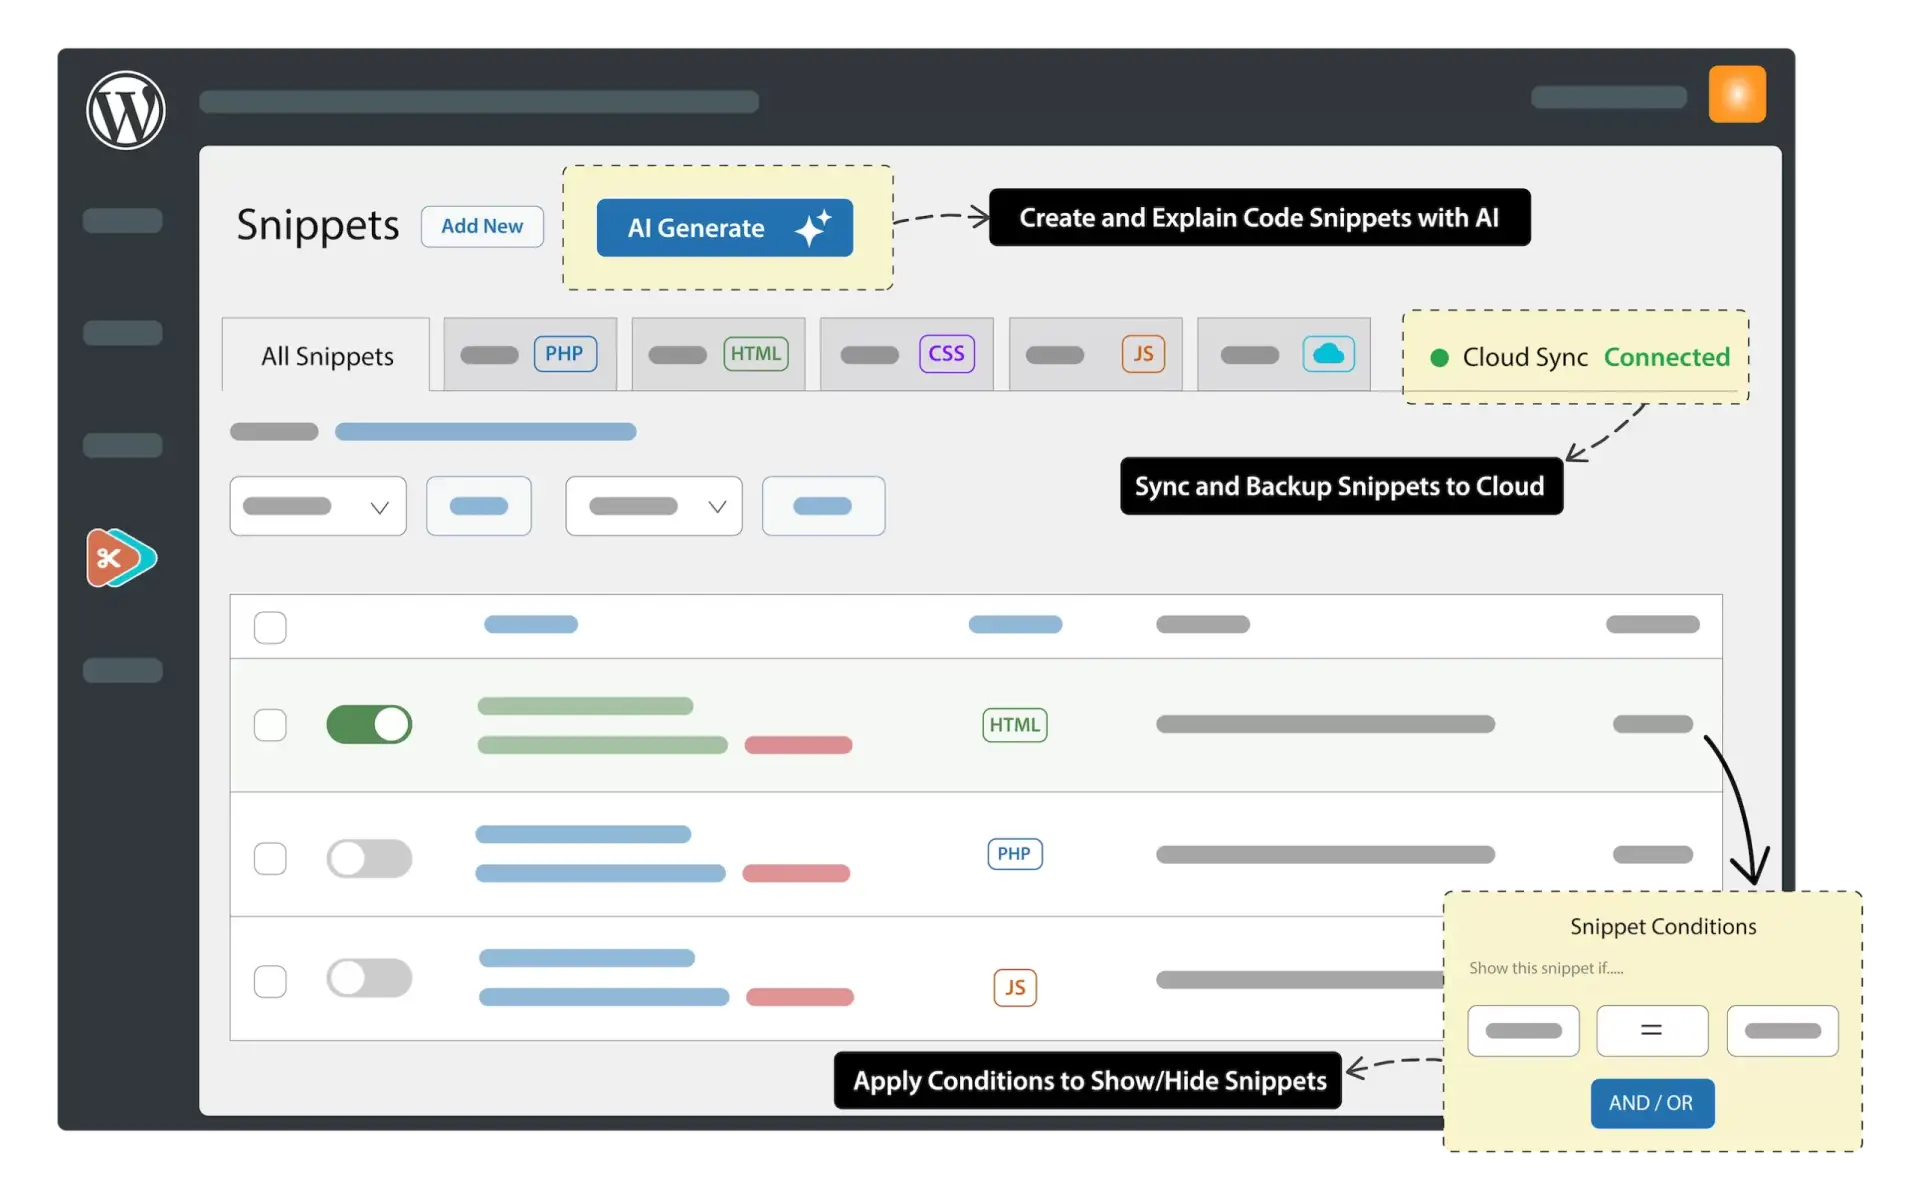 Snippets
Add New
AI Generate
Create and Explain Code Snippets with AI
All Snippets
PHP
HTML
CSS
JS
Cloud Sync Connected
Sync and Backup Snippets to Cloud
HTML
PHP
JS
Snippet Conditions
Show this snippet if.....
=
AND / OR
Apply Conditions to Show/Hide Snippets